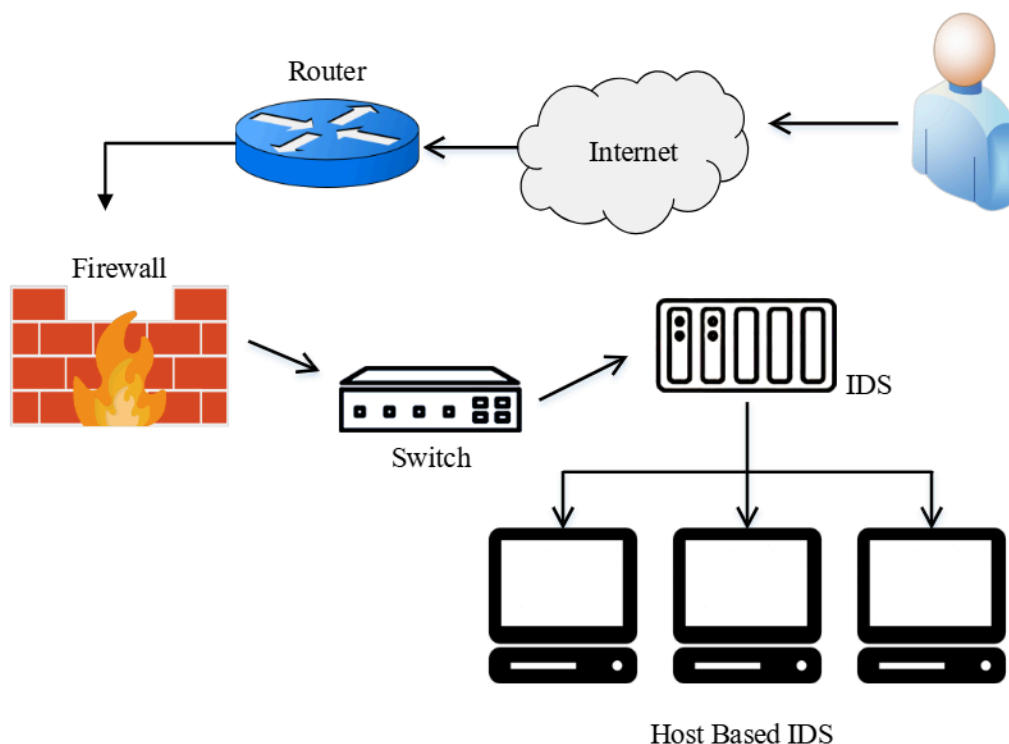 Router
Internet
Firewall
IDS
Switch
Host Based IDS